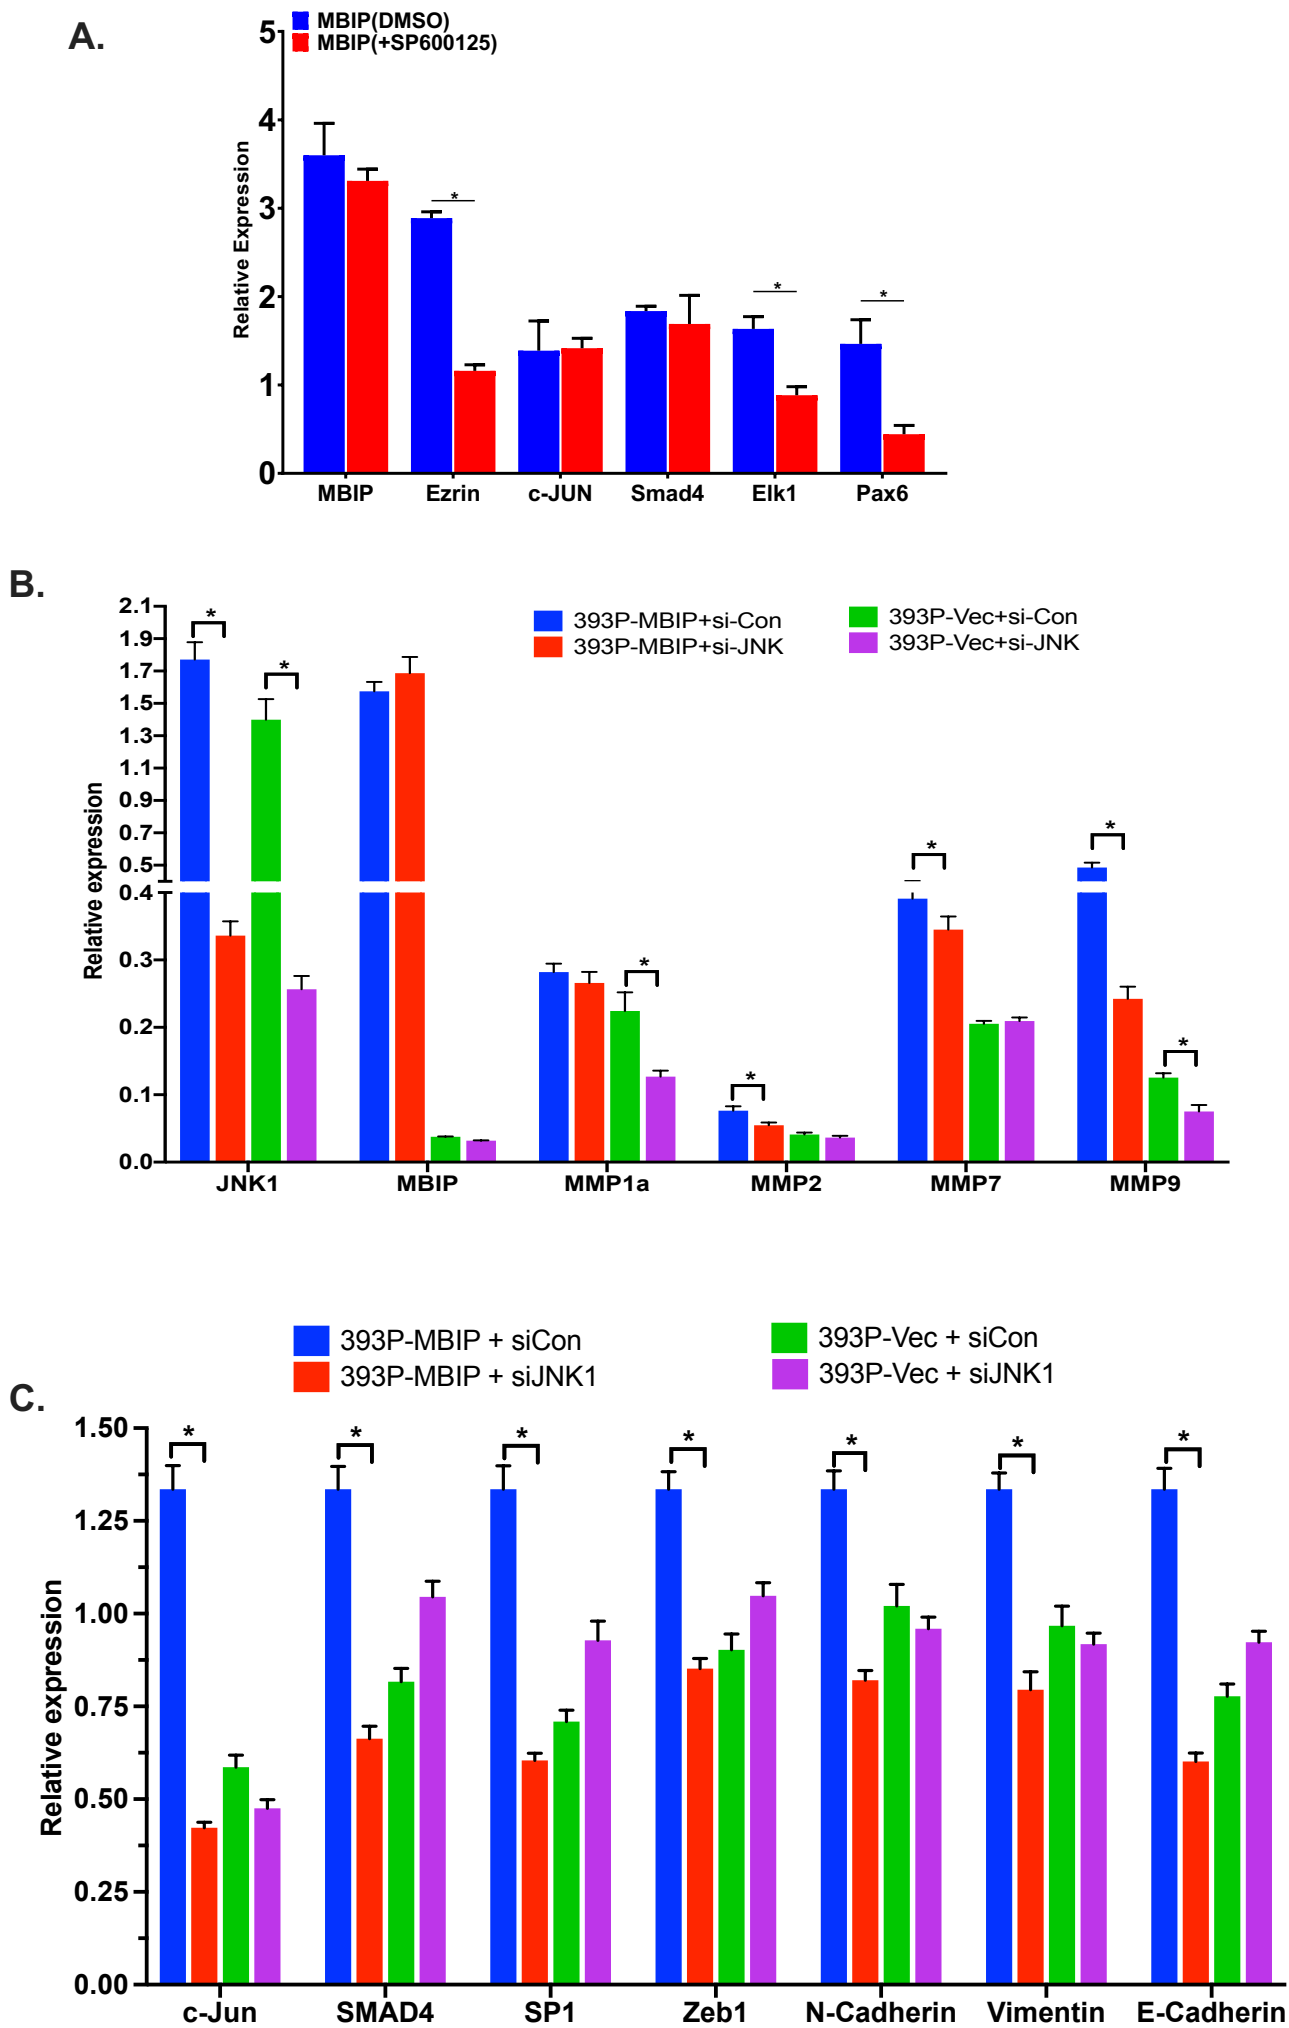 A.
MBIP(DMSO)
MBIP(+SP600125)
5
4
3
2
1
0
Relative Expression
*
*
*
MBIP Ezrin c-JUN Smad4 Elk1 Pax6
B.
393P-MBIP+si-Con 393P-Vec+si-Con
393P-MBIP+si-JNK 393P-Vec+si-JNK
2.1
1.9
1.7
1.5
1.3
1.1
0.9
0.7
0.5
0.4
0.3
0.2
0.1
0.0
Relative expression
*
*
*
*
*
*
*
JNK1 MBIP MMP1a MMP2 MMP7 MMP9
393P-MBIP + siCon 393P-Vec + siCon
393P-MBIP + siJNK1 393P-Vec + siJNK1
C.
1.50
1.25
1.00
0.75
0.50
0.25
0.00
Relative expression
* * * * * * *
c-Jun SMAD4 SP1 Zeb1 N-Cadherin Vimentin E-Cadherin